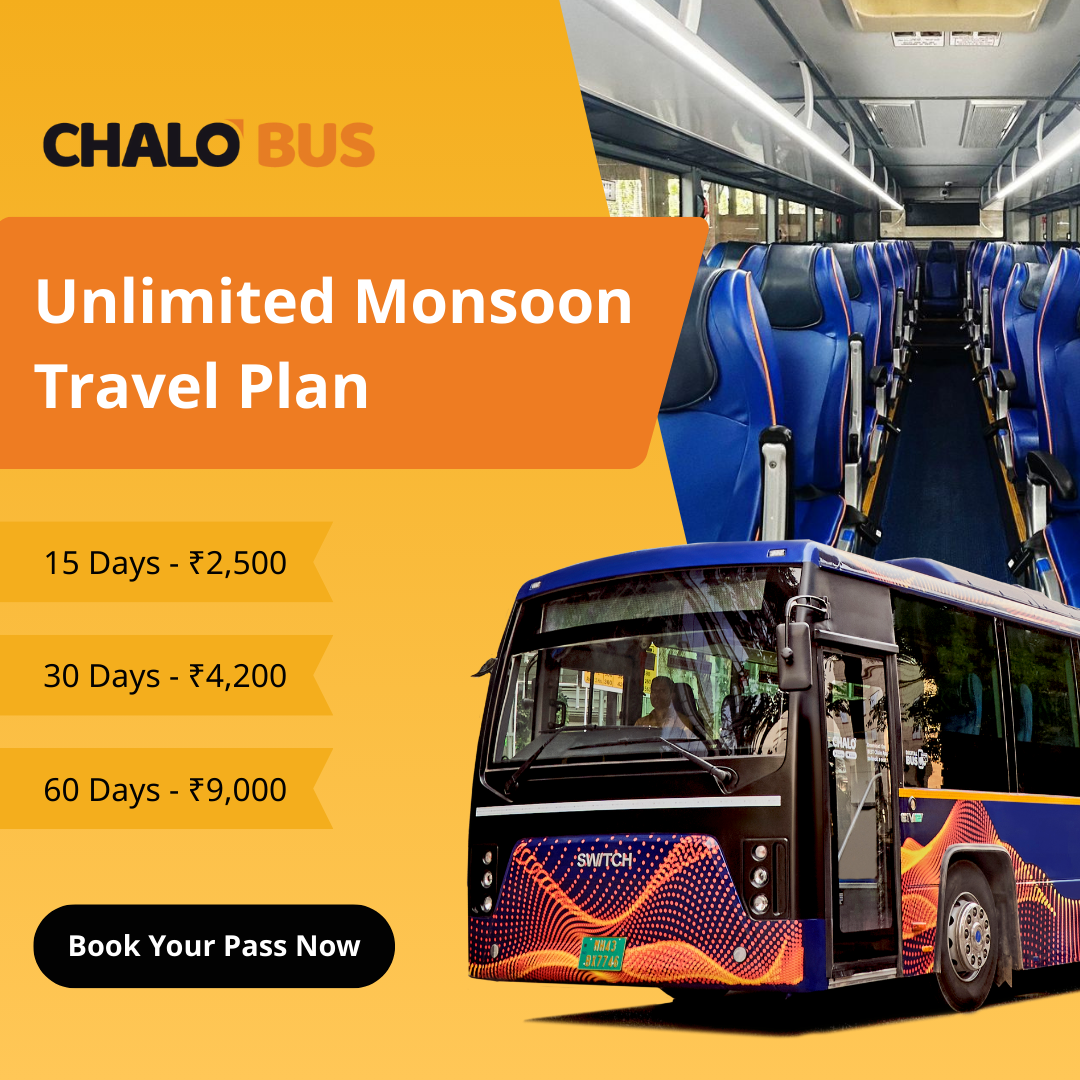 CHALO BUS
Unlimited Monsoon
Travel Plan
15 Days - ₹2,500
30 Days - ₹4,200
60 Days - ₹9,000
Book Your Pass Now
CHALO
SWITCH